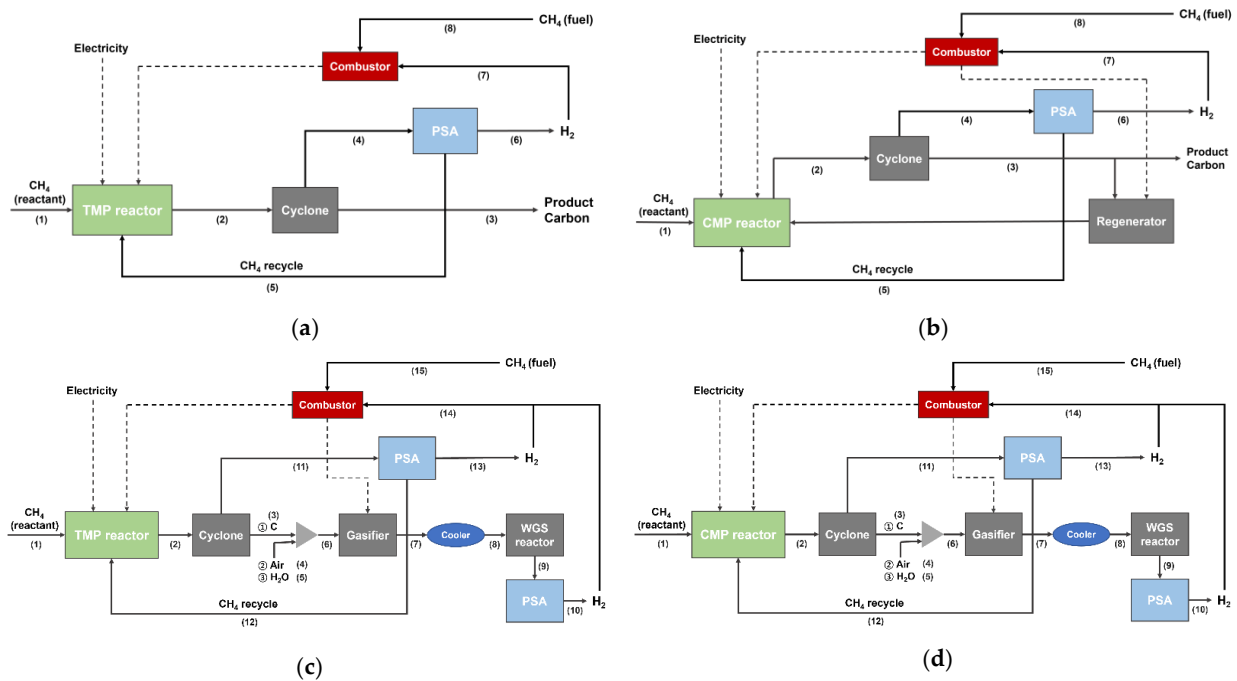 CH₄ (fuel)
(8)
Electricity
Combustor
(7)
PSA
(4)
(6)
H₂
CH₄
(reactant)
(1)
TMP reactor
(2)
Cyclone
(3)
Product
Carbon
CH₄ recycle
(5)
(a)
CH₄ (fuel)
(8)
Electricity
Combustor
(7)
PSA
(4)
(6)
H₂
Cyclone
(2)
(3)
Product
Carbon
CH₄
(reactant)
(1)
CMP reactor
Regenerator
CH₄ recycle
(5)
(b)
CH₄ (fuel)
(15)
Electricity
Combustor
(14)
PSA
(11)
(13)
H₂
CH₄
(reactant)
(1)
TMP reactor
(2)
Cyclone
(3)
① C
② Air (4)
③ H₂O (5)
(6)
Gasifier
(7)
Cooler
(8)
WGS
reactor
(9)
PSA
(10)
H₂
CH₄ recycle
(12)
(c)
CH₄ (fuel)
(15)
Electricity
Combustor
(14)
PSA
(11)
(13)
H₂
CH₄
(reactant)
(1)
CMP reactor
(2)
Cyclone
(3)
① C
② Air (4)
③ H₂O (5)
(6)
Gasifier
(7)
Cooler
(8)
WGS
reactor
(9)
PSA
(10)
H₂
CH₄ recycle
(12)
(d)